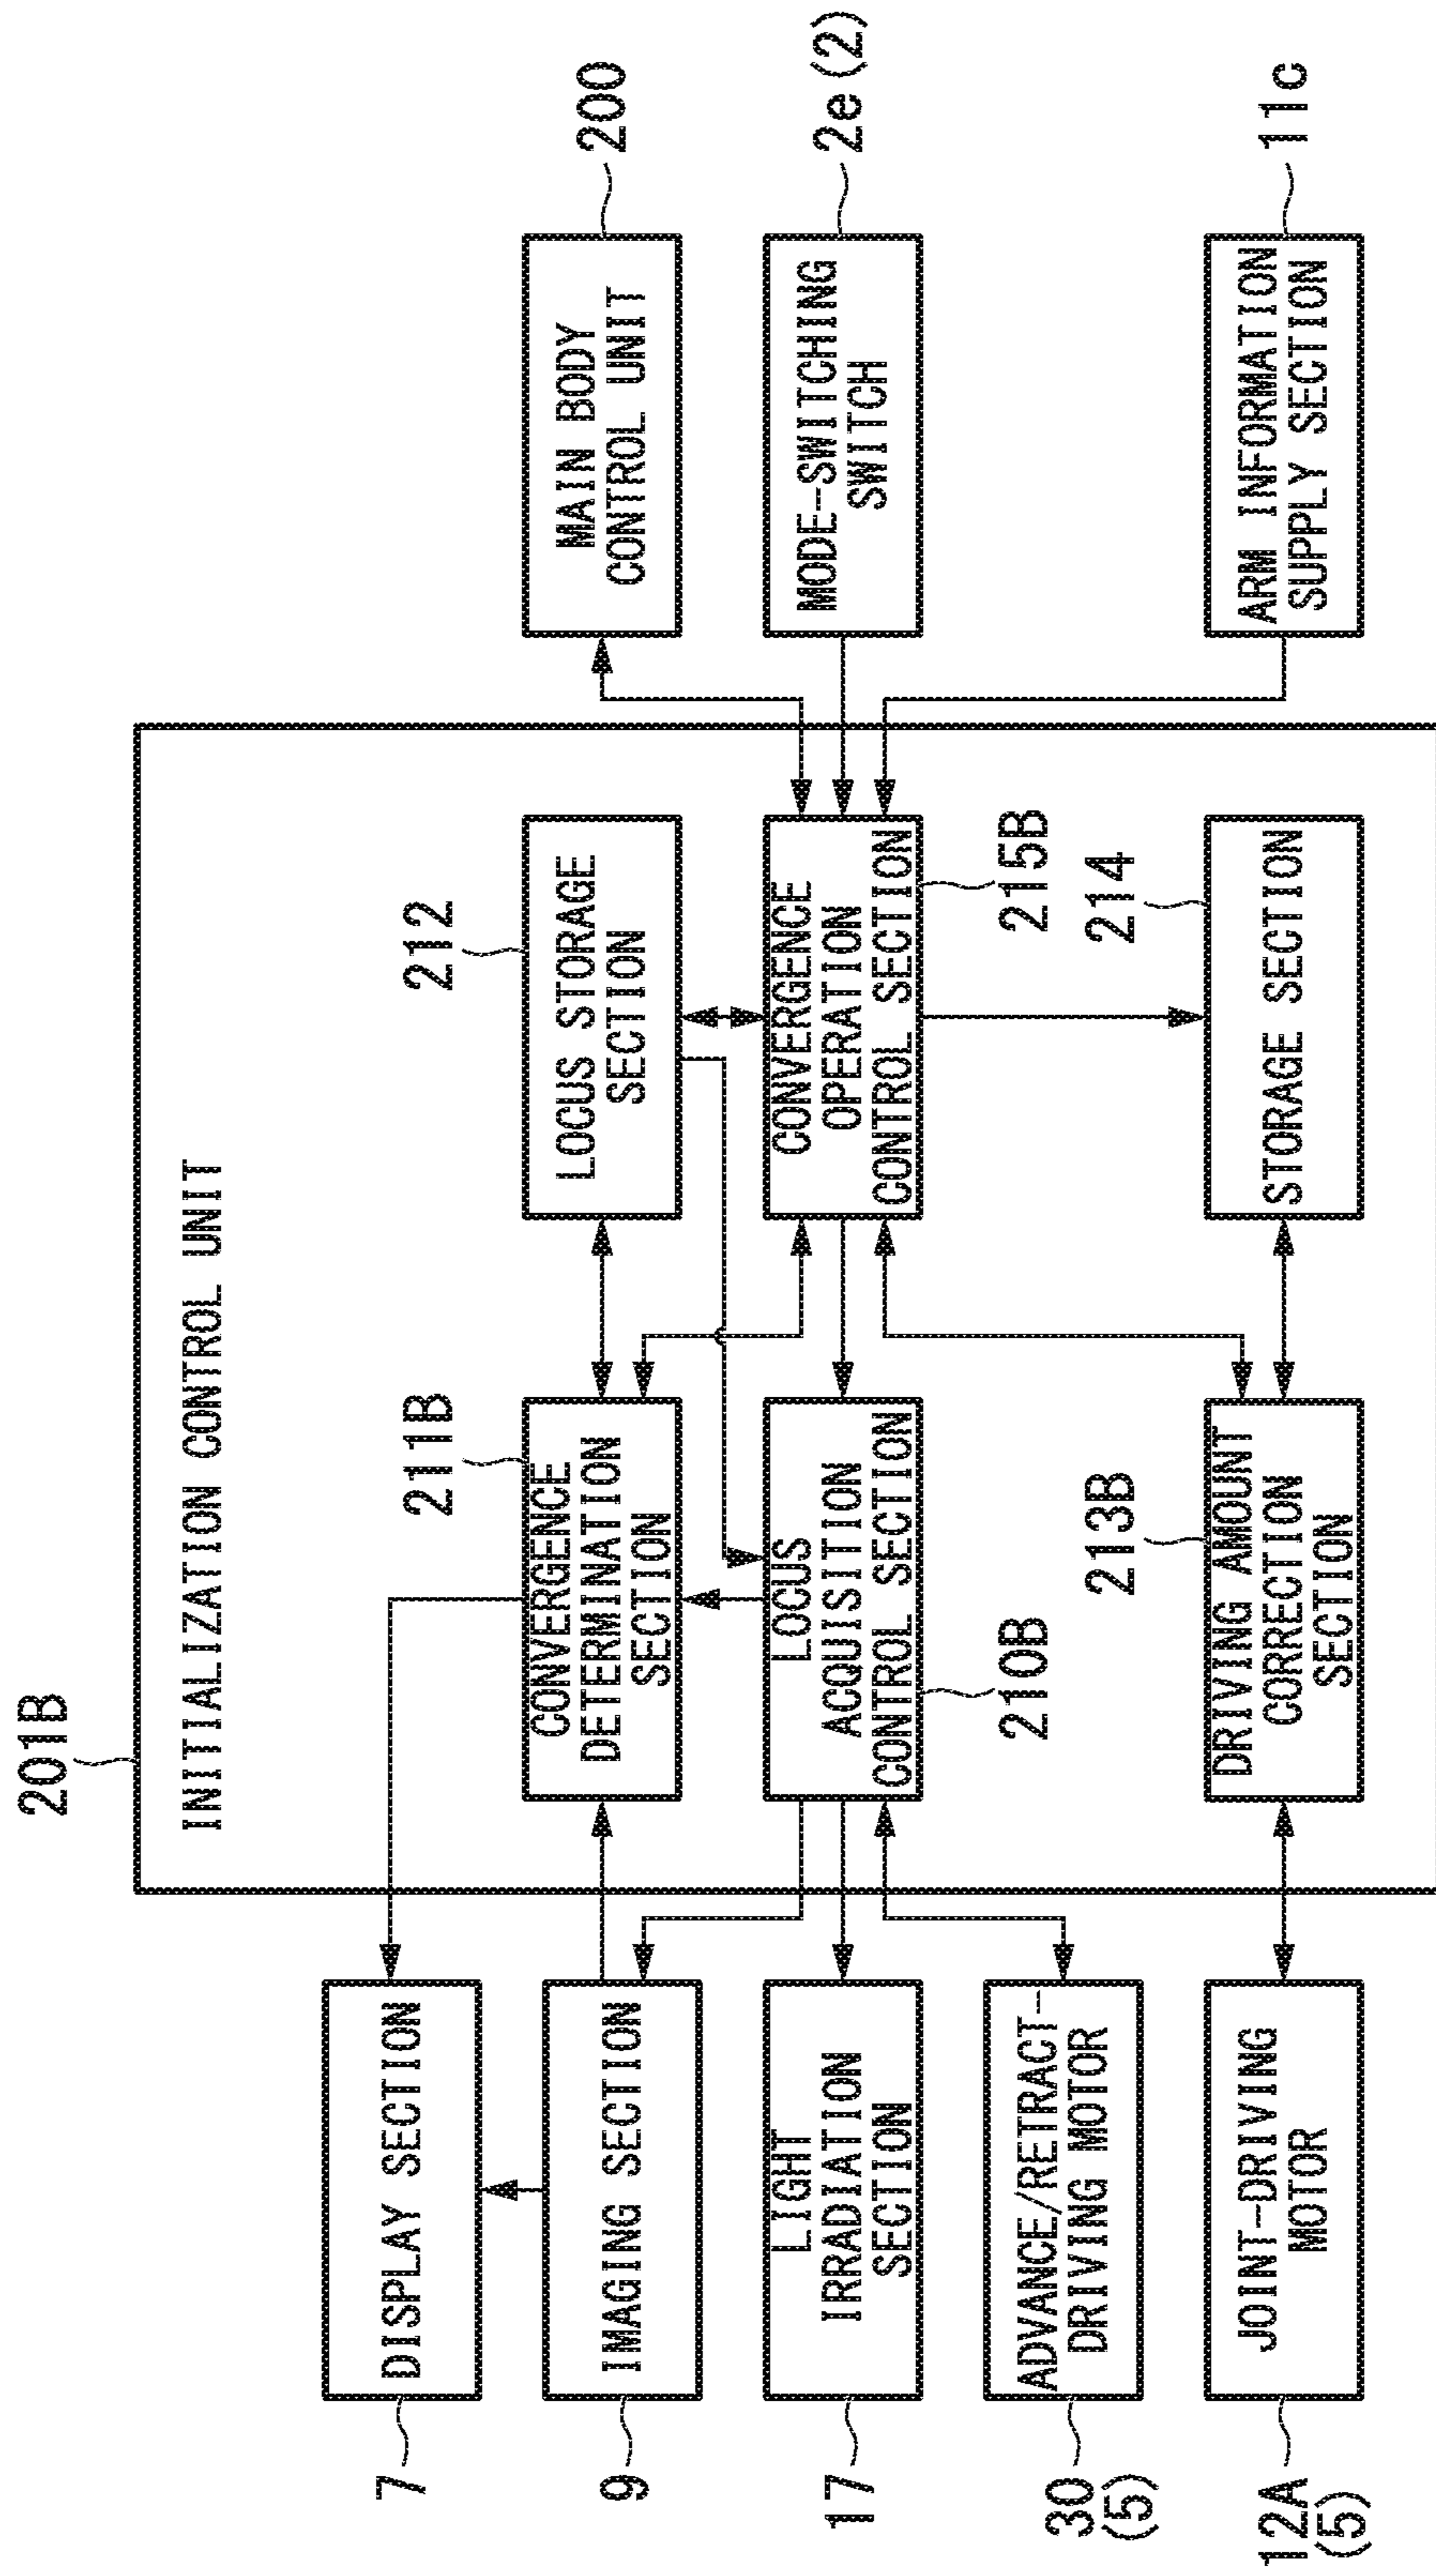 201B
INITIALIZATION CONTROL UNIT
7
DISPLAY SECTION
9
IMAGING SECTION
211B
CONVERGENCE
DETERMINATION
SECTION
212
LOCUS STORAGE
SECTION
MAIN BODY
CONTROL UNIT
200
17
LIGHT
IRRADIATION
SECTION
LOCUS
ACQUISITION
CONTROL SECTION
210B
CONVERGENCE
OPERATION
CONTROL SECTION
215B
MODE-SWITCHING
SWITCH
2e(2)
30
(5)
ADVANCE/RETRACT-
DRIVING MOTOR
12A
(5)
JOINT-DRIVING
MOTOR
213B
DRIVING AMOUNT
CORRECTION
SECTION
214
STORAGE SECTION
ARM INFORMATION
SUPPLY SECTION
11c